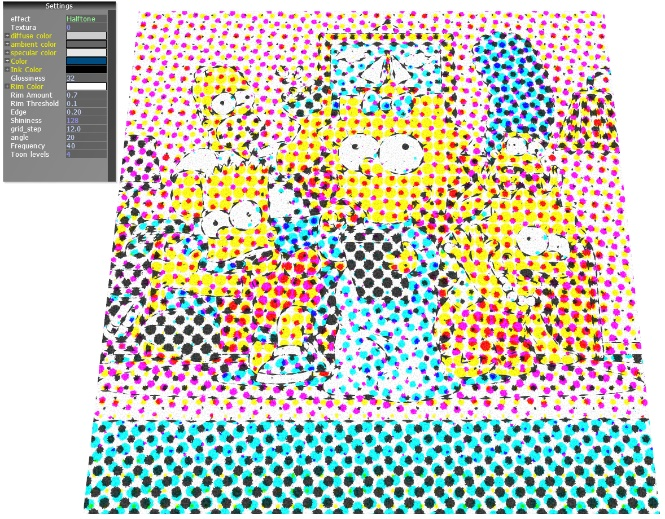 Settings
effect Halftone
Textura 0
diffuse color
ambient color
specular color
Color
Ink Color
Glossiness 32
Rim Color
Rim Amount 0.7
Rim Threshold 0.1
Edge 0.20
Shininess 128
grid_step 12.0
angle 20
Frequency 40
Toon levels 4